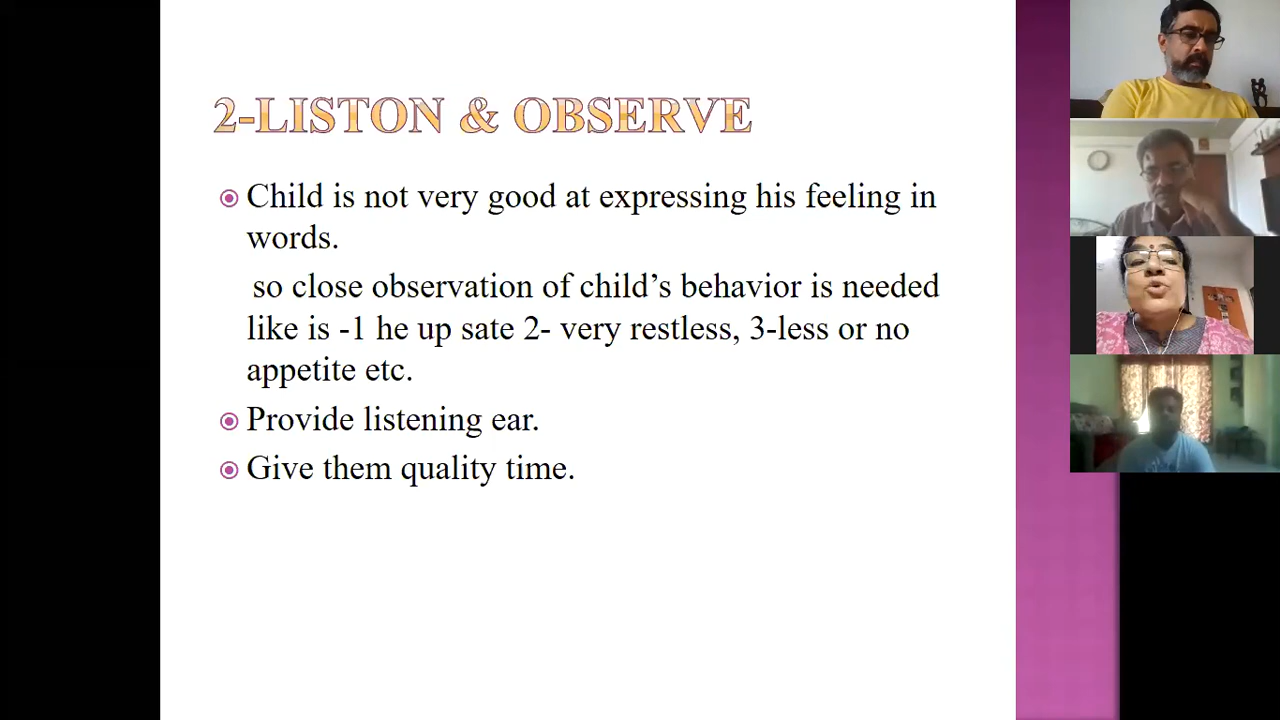 2-LISTON & OBSERVE
Child is not very good at expressing his feeling in
words.
so close observation of child's behavior is needed
like is -1 he up sate 2- very restless, 3-less or no
appetite etc.
Provide listening ear.
Give them quality time.